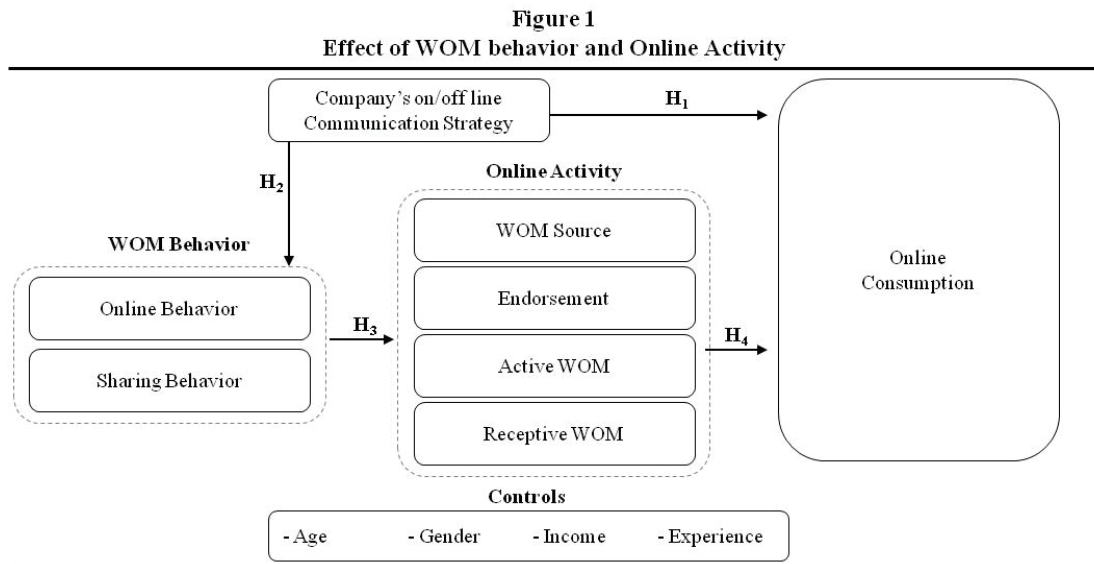 Figure 1
Effect of WOM behavior and Online Activity
Company's on/off line
Communication Strategy
H₁
H₂
Online Activity
WOM Source
Endorsement
Active WOM
Receptive WOM
WOM Behavior
Online Behavior
Sharing Behavior
H₃
H₄
Online
Consumption
Controls
- Age - Gender - Income - Experience